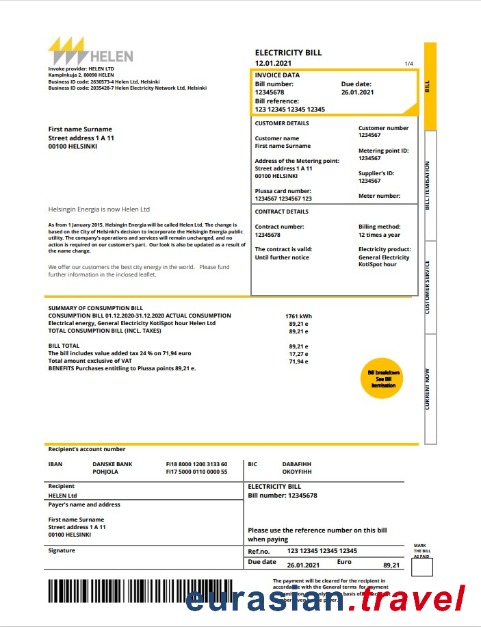 HELEN
Invoke provider: HELEN LTD
Kampinkuja 2, 00090 HELEN
Business ID code: 2630573-4 Helen Ltd, Helsinki
Business ID code: 2035428-7 Helen Electricity Network Ltd, Helsinki
ELECTRICITY BILL
12.01.2021 1/4
INVOICE DATA
Bill number: Due date:
12345678 26.01.2021
Bill reference:
123 12345 12345 12345
BILL
First name Surname
Street address 1 A 11
00100 HELSINKI
CUSTOMER DETAILS
Customer name
First name Surname
Address of the Metering point:
Street address 1 A 11
00100 HELSINKI
Plussa card number
1234567 1234567 123
Customer number
1234567
Metering point ID:
1234567
Supplier's ID:
1234567
Meter number:
BILL ITEMISATION
Helsingin Energia is now Helen Ltd
As from 1 January 2015, Helsingin Energia will be called Helen Ltd. The change is
based on the City of Helsinki's decision to incorporate the Helsingin Energia public
utility. The company's operations and services will remain unchanged, and no
action is required on our customer's part. Our look is also be updated as a result of
the name change.
We offer our customers the best city energy in the world. Please fund
further information in the inclosed leaflet.
CONTRACT DETAILS
Contract number: Billing method:
12345678 12 times a year
The contract is valid: Electricity product:
Until further notice General Electricity
KotiSpot hour
CUSTOMER SERVICE
SUMMARY OF CONSUMPTION BILL
CONSUMPTION BILL 01.12.2020-31.12.2020 ACTUAL CONSUMPTION 1761 kWh
Electrical energy, General Electricity KotiSpot hour Helen Ltd 89,21 e
TOTAL CONSUMPTION BILL (INCL. TAXES) 89,21 e
BILL TOTAL 89,21 e
The bill includes value added tax 24 % on 71,94 euro 17,27 e
Total amount exclusive of VAT 71,94 e
BENEFITS Purchases entitling to Plussa points 89,21 e.
Bill breakdown
See Bill
itemisation
CURRENT NOW
Recipient's account number
IBAN DANSKE BANK FI18 8000 1200 3133 60 BIC DABAFIHH
POHJOLA FI17 5000 0110 0000 55 OKOYFIHH
Recipient
HELEN Ltd
ELECTRICITY BILL
Bill number: 12345678
Payer's name and address
First name Surname
Street address 1 A 11
00100 HELSINKI
Please use the reference number on this bill
when paying
Signature
Ref.no. 123 12345 12345 12345
Due date 26.01.2021 Euro 89,21
MARK
THE BILL
AS PAID
The payment will be cleared for the recipient in
accordance with the General terms for payment
eurasian.travel